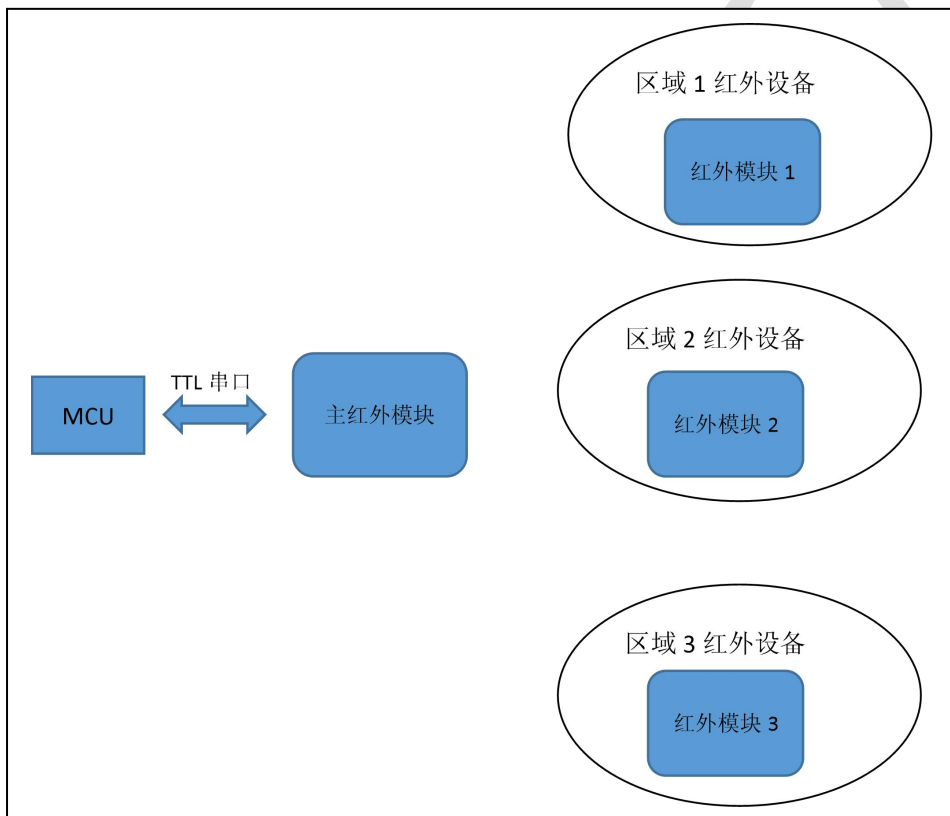 区域 1 红外设备
红外模块 1
区域 2 红外设备
TTL 串口
MCU
主红外模块
红外模块 2
区域 3 红外设备
红外模块 3